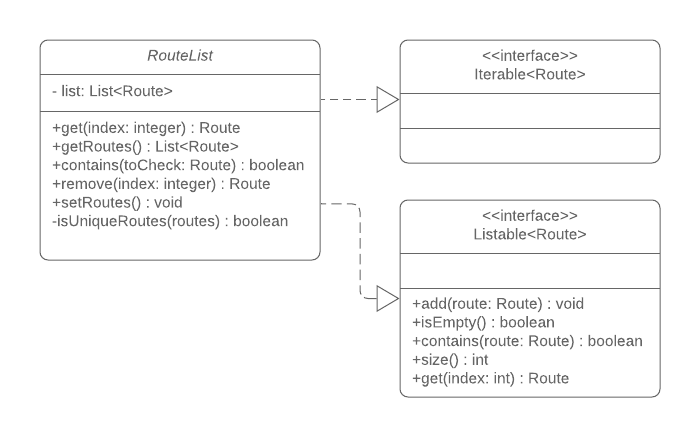 RouteList
- list: List<Route>
+get(index: integer) : Route
+getRoutes() : List<Route>
+contains(toCheck: Route) : boolean
+remove(index: integer) : Route
+setRoutes() : void
-isUniqueRoutes(routes) : boolean
<<interface>>
Iterable<Route>
<<interface>>
Listable<Route>
+add(route: Route) : void
+isEmpty() : boolean
+contains(route: Route) : boolean
+size() : int
+get(index: int) : Route